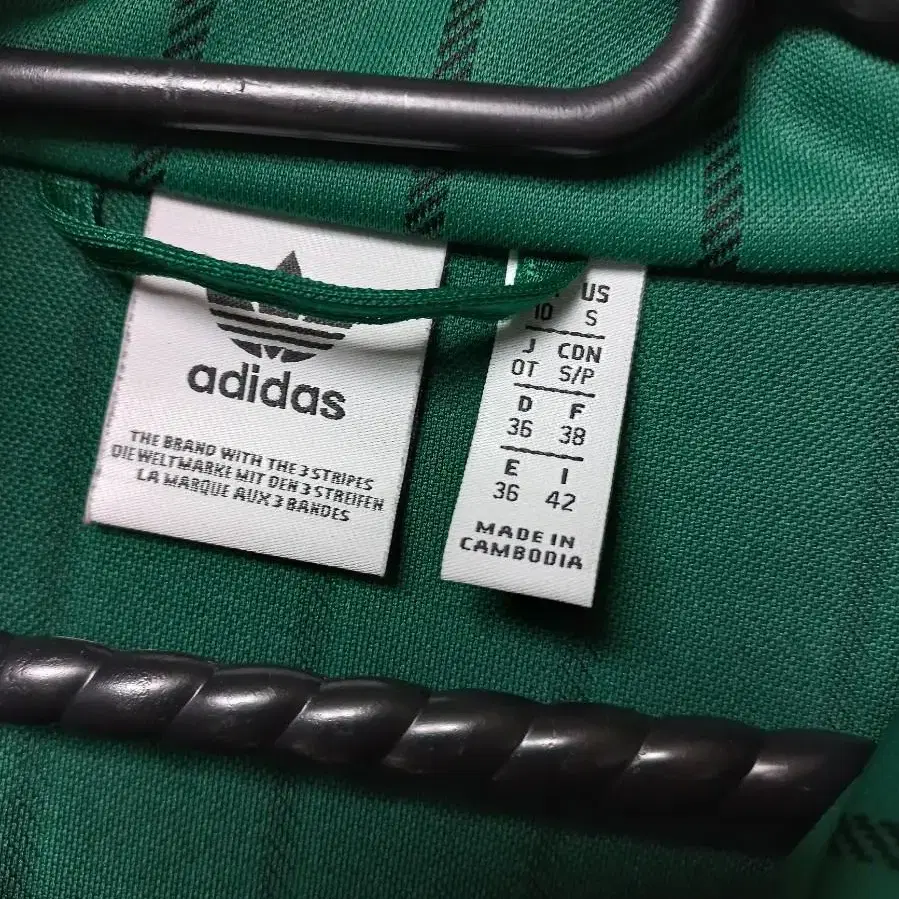 adidas
THE BRAND WITH THE 3 STRIPES
DIE WELTMARKE MIT DEN 3 STREIFEN
LA MARQUE AUX 3 BANDES
US
10 S
J CDN
OT S/P
D F
36 38
E I
36 42
MADE IN
CAMBODIA